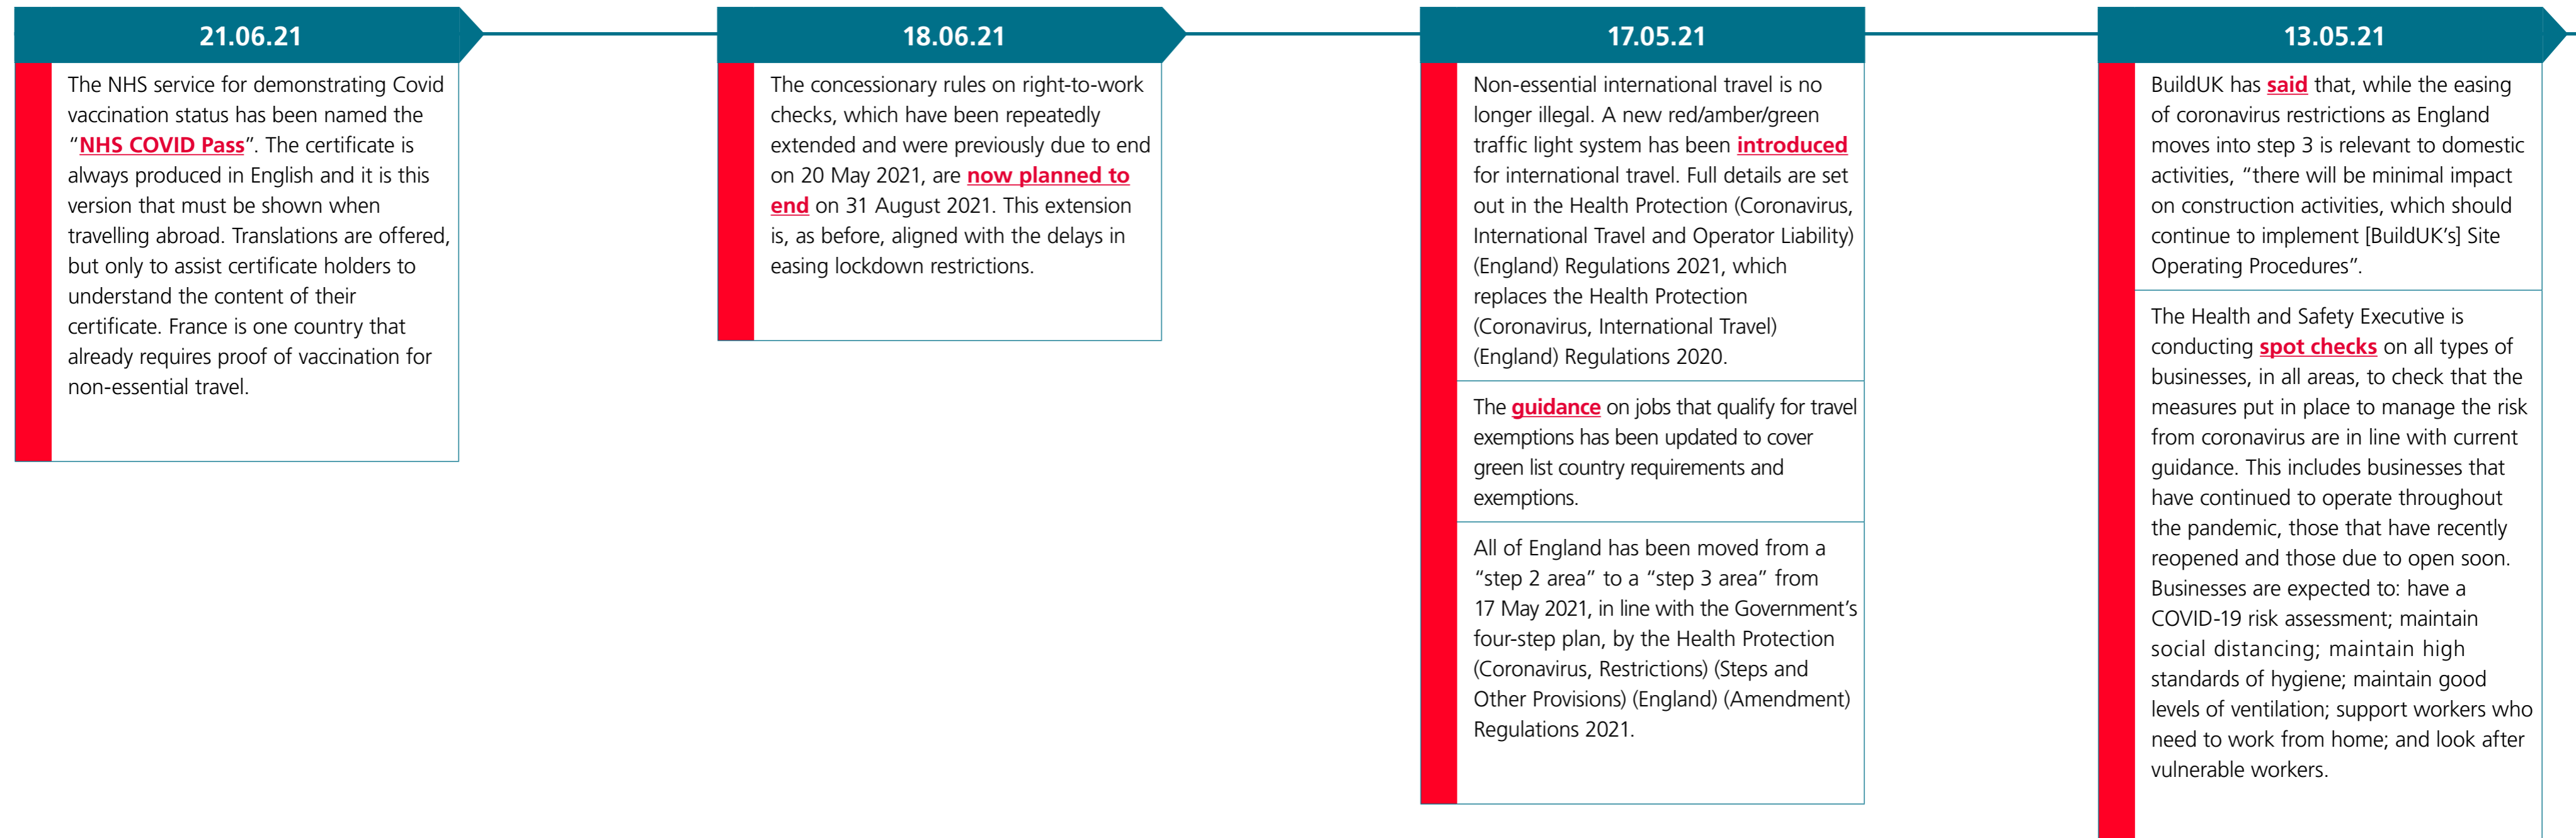 21.06.21
The NHS service for demonstrating Covid
vaccination status has been named the
“NHS COVID Pass”. The certificate is
always produced in English and it is this
version that must be shown when
travelling abroad. Translations are offered,
but only to assist certificate holders to
understand the content of their
certificate. France is one country that
already requires proof of vaccination for
non-essential travel.
18.06.21
The concessionary rules on right-to-work
checks, which have been repeatedly
extended and were previously due to end
on 20 May 2021, are now planned to
end on 31 August 2021. This extension
is, as before, aligned with the delays in
easing lockdown restrictions.
17.05.21
Non-essential international travel is no
longer illegal. A new red/amber/green
traffic light system has been introduced
for international travel. Full details are set
out in the Health Protection (Coronavirus,
International Travel and Operator Liability)
(England) Regulations 2021, which
replaces the Health Protection
(Coronavirus, International Travel)
(England) Regulations 2020.
The guidance on jobs that qualify for travel
exemptions has been updated to cover
green list country requirements and
exemptions.
All of England has been moved from a
“step 2 area” to a “step 3 area” from
17 May 2021, in line with the Government’s
four-step plan, by the Health Protection
(Coronavirus, Restrictions) (Steps and
Other Provisions) (England) (Amendment)
Regulations 2021.
13.05.21
BuildUK has said that, while the easing
of coronavirus restrictions as England
moves into step 3 is relevant to domestic
activities, “there will be minimal impact
on construction activities, which should
continue to implement [BuildUK’s] Site
Operating Procedures”.
The Health and Safety Executive is
conducting spot checks on all types of
businesses, in all areas, to check that the
measures put in place to manage the risk
from coronavirus are in line with current
guidance. This includes businesses that
have continued to operate throughout
the pandemic, those that have recently
reopened and those due to open soon.
Businesses are expected to: have a
COVID-19 risk assessment; maintain
social distancing; maintain high
standards of hygiene; maintain good
levels of ventilation; support workers who
need to work from home; and look after
vulnerable workers.